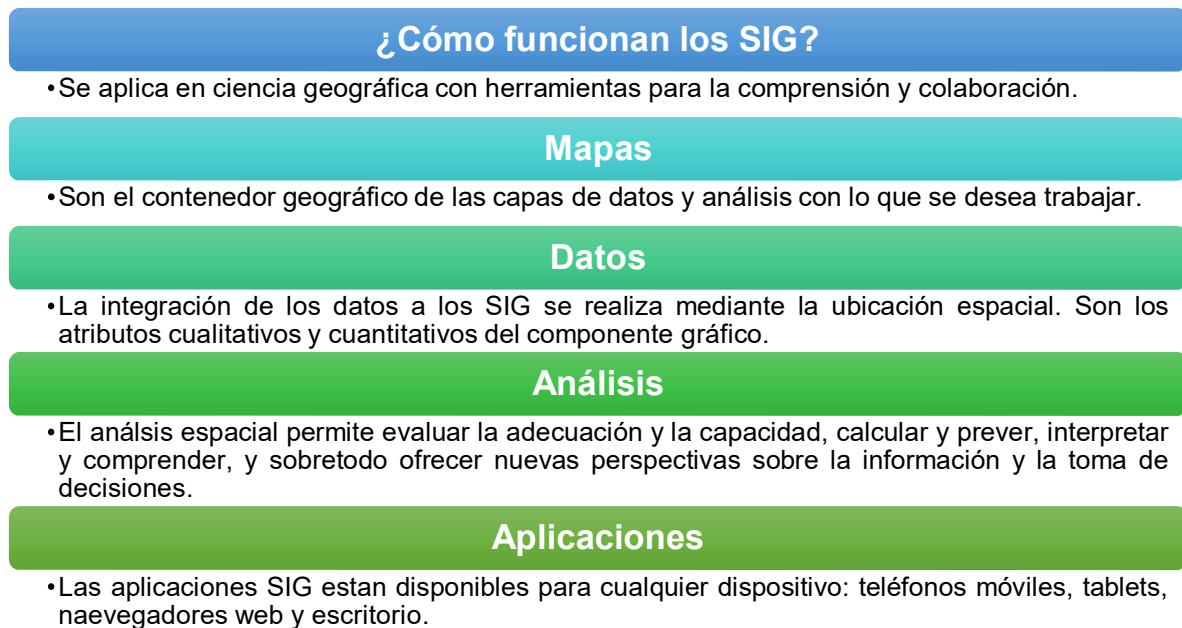 ¿Cómo funcionan los SIG?
•Se aplica en ciencia geográfica con herramientas para la comprensión y colaboración.
Mapas
•Son el contenedor geográfico de las capas de datos y análisis con lo que se desea trabajar.
Datos
•La integración de los datos a los SIG se realiza mediante la ubicación espacial. Son los
atributos cualitativos y cuantitativos del componente gráfico.
Análisis
•El análsis espacial permite evaluar la adecuación y la capacidad, calcular y prever, interpretar
y comprender, y sobretodo ofrecer nuevas perspectivas sobre la información y la toma de
decisiones.
Aplicaciones
•Las aplicaciones SIG estan disponibles para cualquier dispositivo: teléfonos móviles, tablets,
naevegadores web y escritorio.